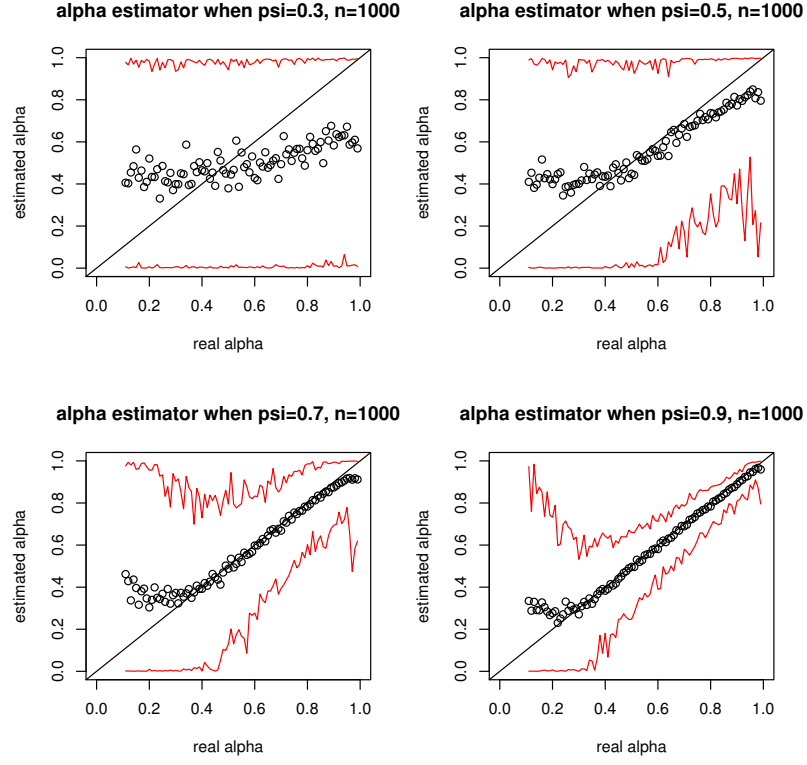 alpha estimator when psi=0.3, n=1000
estimated alpha
0.0 0.2 0.4 0.6 0.8 1.0
0.0 0.2 0.4 0.6 0.8 1.0
real alpha
alpha estimator when psi=0.5, n=1000
estimated alpha
0.0 0.2 0.4 0.6 0.8 1.0
0.0 0.2 0.4 0.6 0.8 1.0
real alpha
alpha estimator when psi=0.7, n=1000
estimated alpha
0.0 0.2 0.4 0.6 0.8 1.0
0.0 0.2 0.4 0.6 0.8 1.0
real alpha
alpha estimator when psi=0.9, n=1000
estimated alpha
0.0 0.2 0.4 0.6 0.8 1.0
0.0 0.2 0.4 0.6 0.8 1.0
real alpha